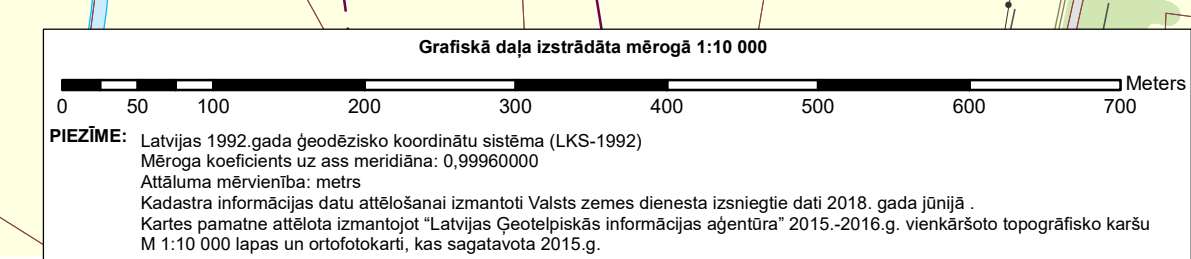 Grafiskā daļa izstrādāta mērogā 1:10 000
Meters
0 50 100 200 300 400 500 600 700
PIEZĪME: Latvijas 1992.gada ģeodēzisko koordinātu sistēma (LKS-1992)
Mēroga koeficients uz ass meridiāna: 0,99960000
Attāluma mērvienība: metrs
Kadastra informācijas datu attēlošanai izmantoti Valsts zemes dienesta izsniegtie dati 2018. gada jūnijā .
Kartes pamatne attēlota izmantojot “Latvijas Ģeotelpiskās informācijas aģentūra” 2015.-2016.g. vienkāršoto topogrāfisko karšu
M 1:10 000 lapas un ortofotokarti, kas sagatavota 2015.g.